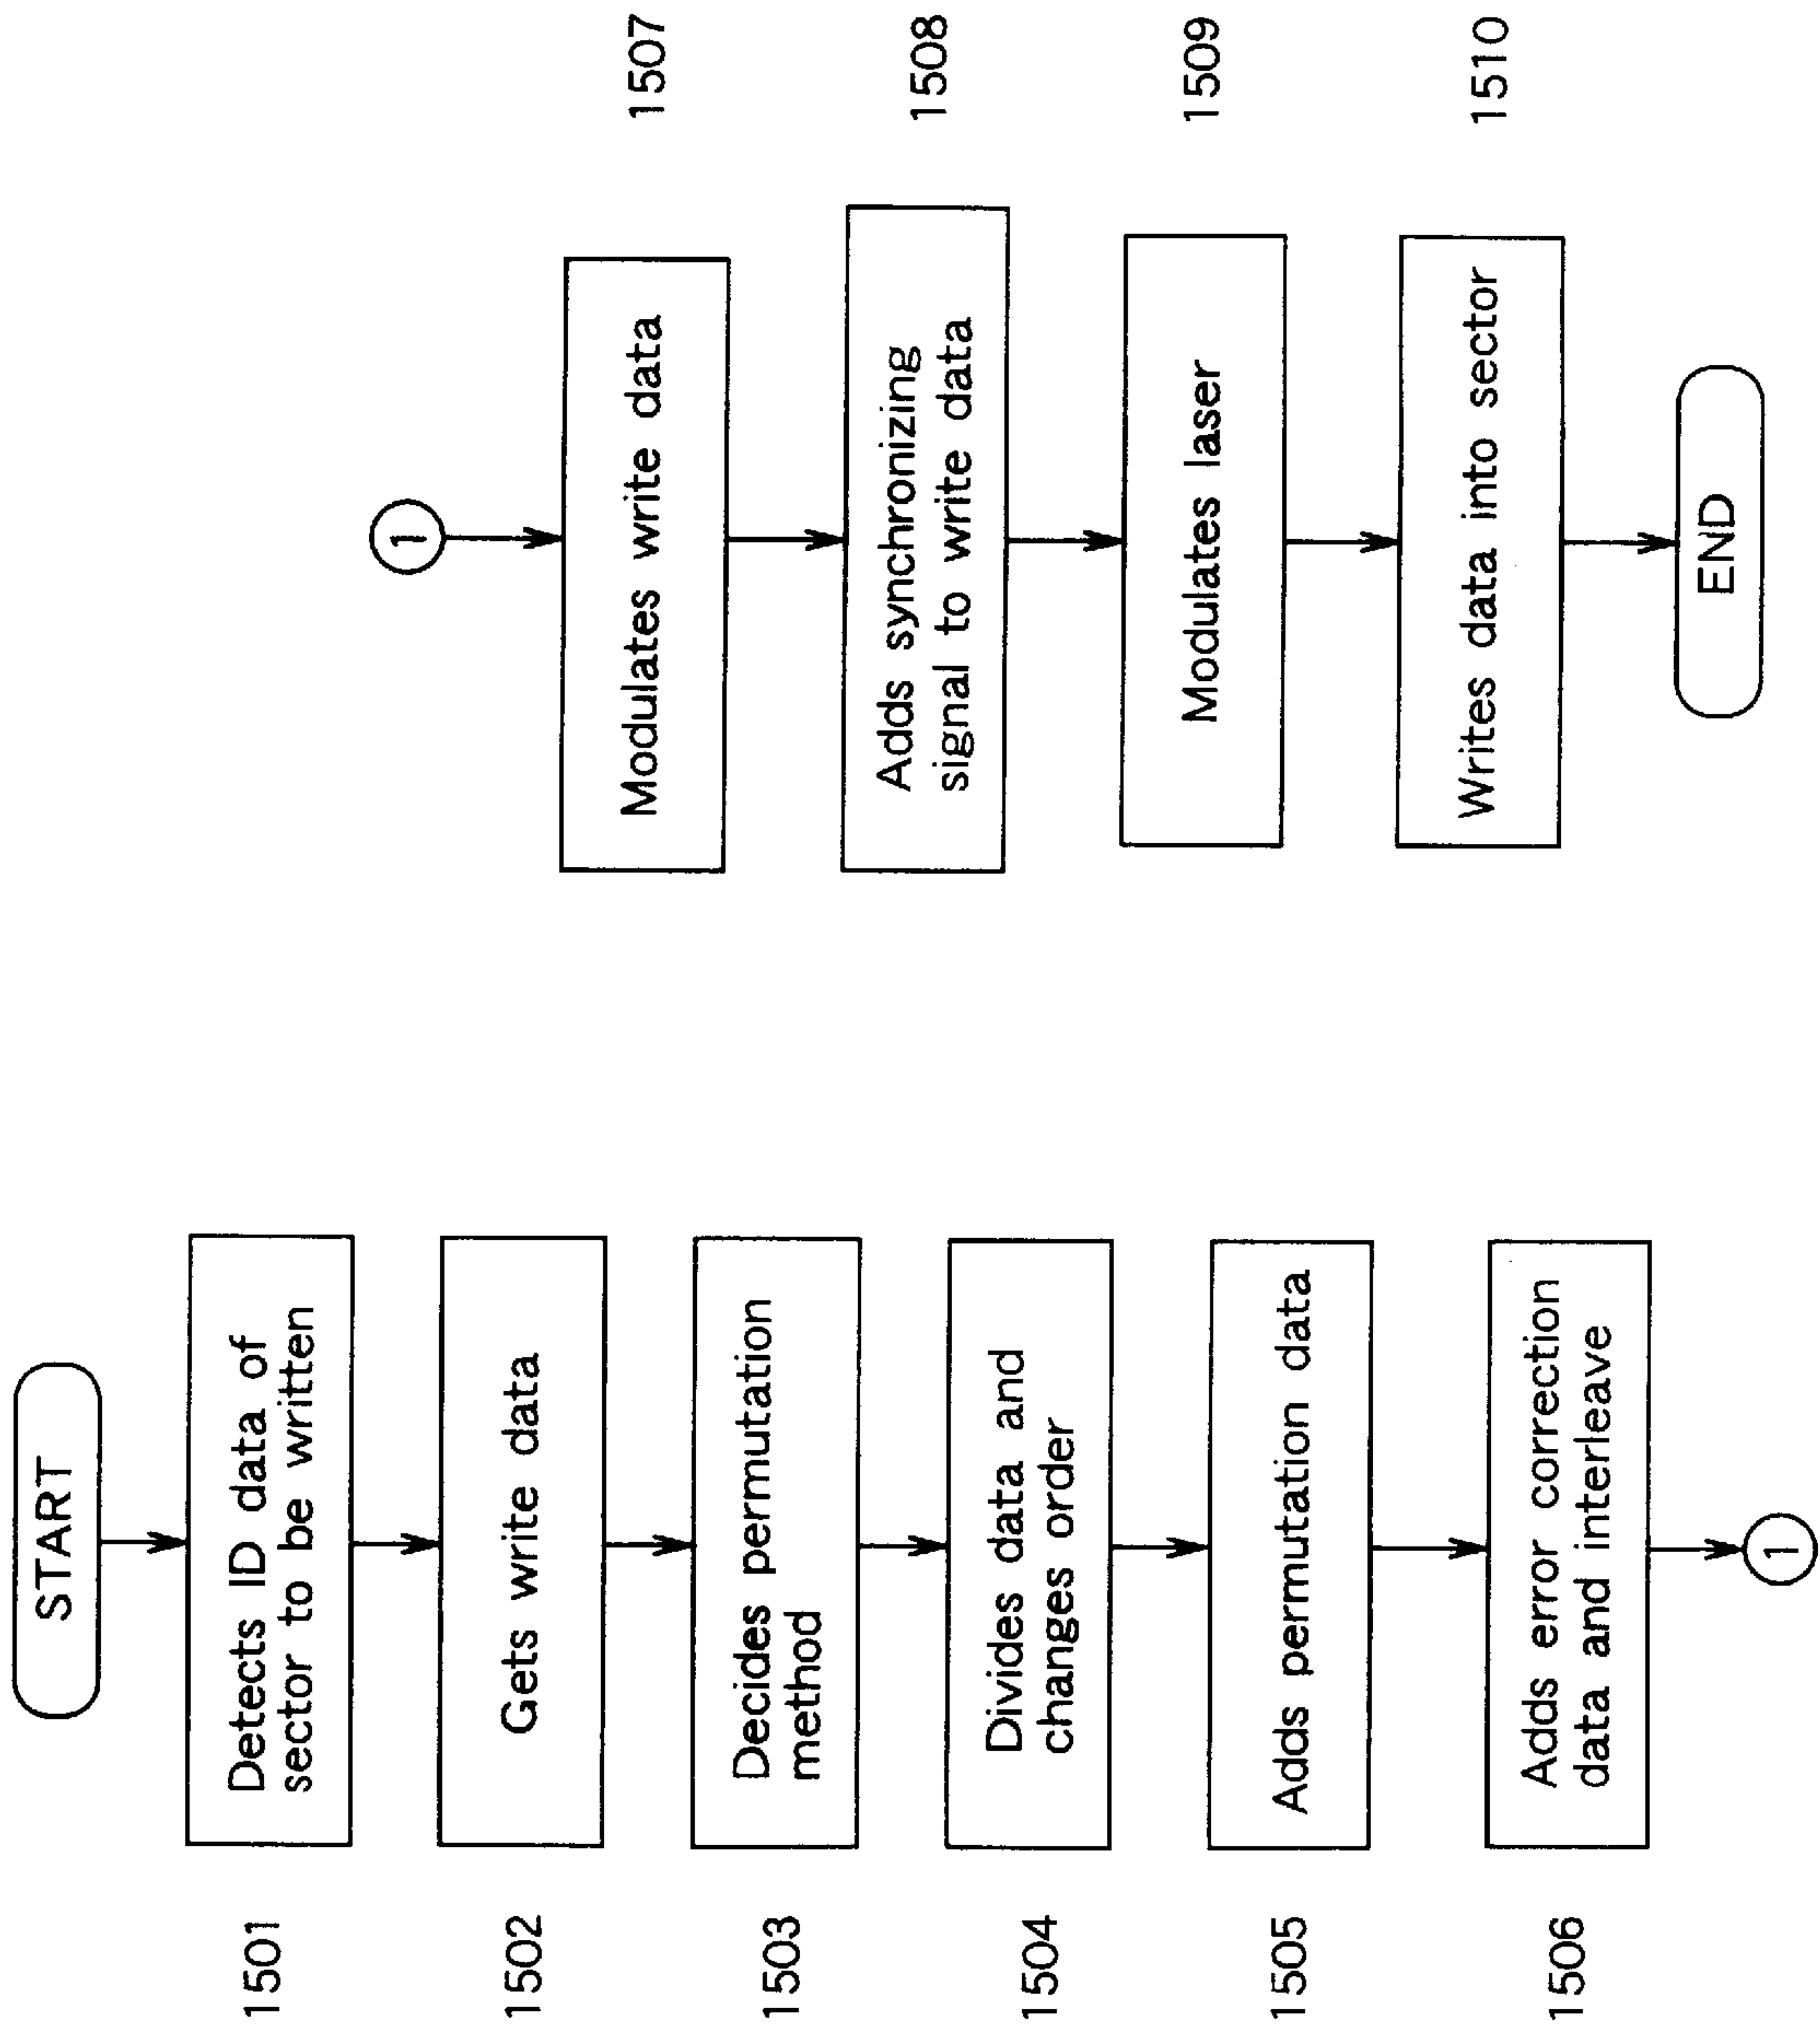 START
1501
Detects ID data of
sector to be written
1502
Gets write data
1503
Decides permutation
method
1504
Divides data and
changes order
1505
Adds permutation data
1506
Adds error correction
data and interleave
1
1
Modulates write data
1507
Adds synchronizing
signal to write data
1508
Modulates laser
1509
Writes data into sector
1510
END